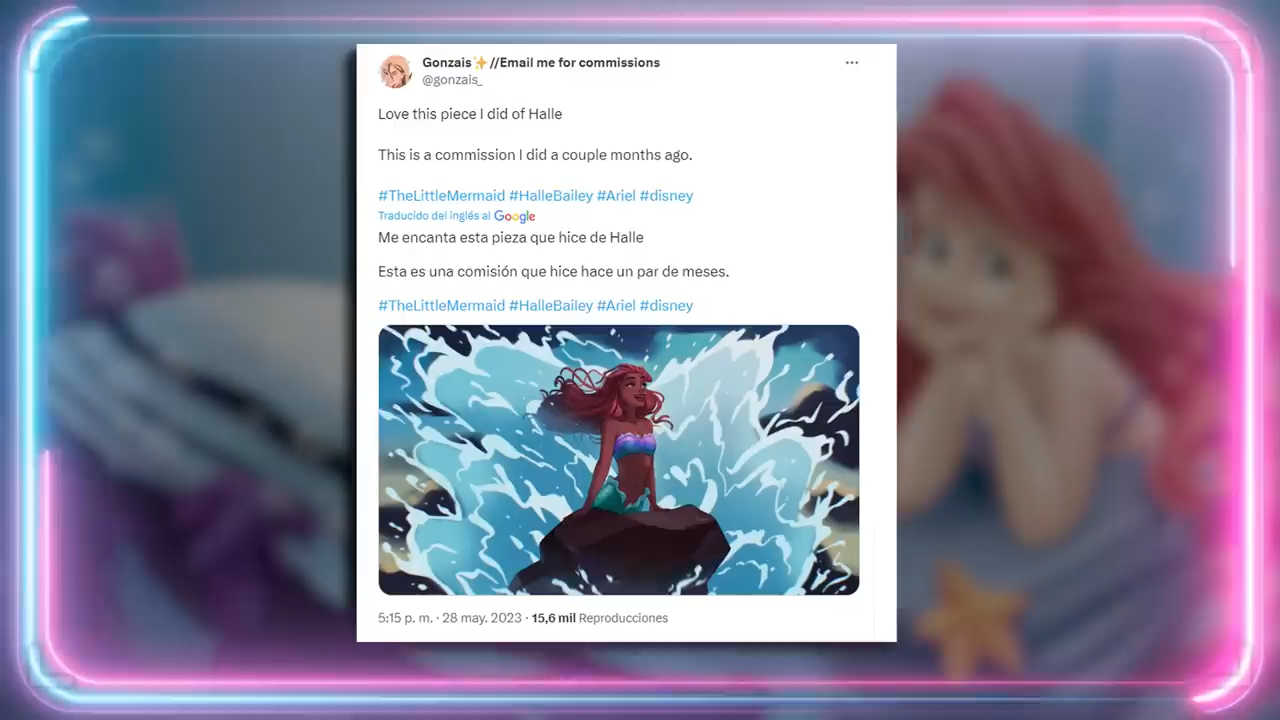 Gonzais✨//Email me for commissions
@gonzais_
Love this piece I did of Halle
This is a commission I did a couple months ago.
#TheLittleMermaid #HalleBailey #Ariel #disney
Traducido del inglés al Google
Me encanta esta pieza que hice de Halle
Esta es una comisión que hice hace un par de meses.
#TheLittleMermaid #HalleBailey #Ariel #disney
5:15 p. m. · 28 may. 2023 · 15,6 mil Reproducciones